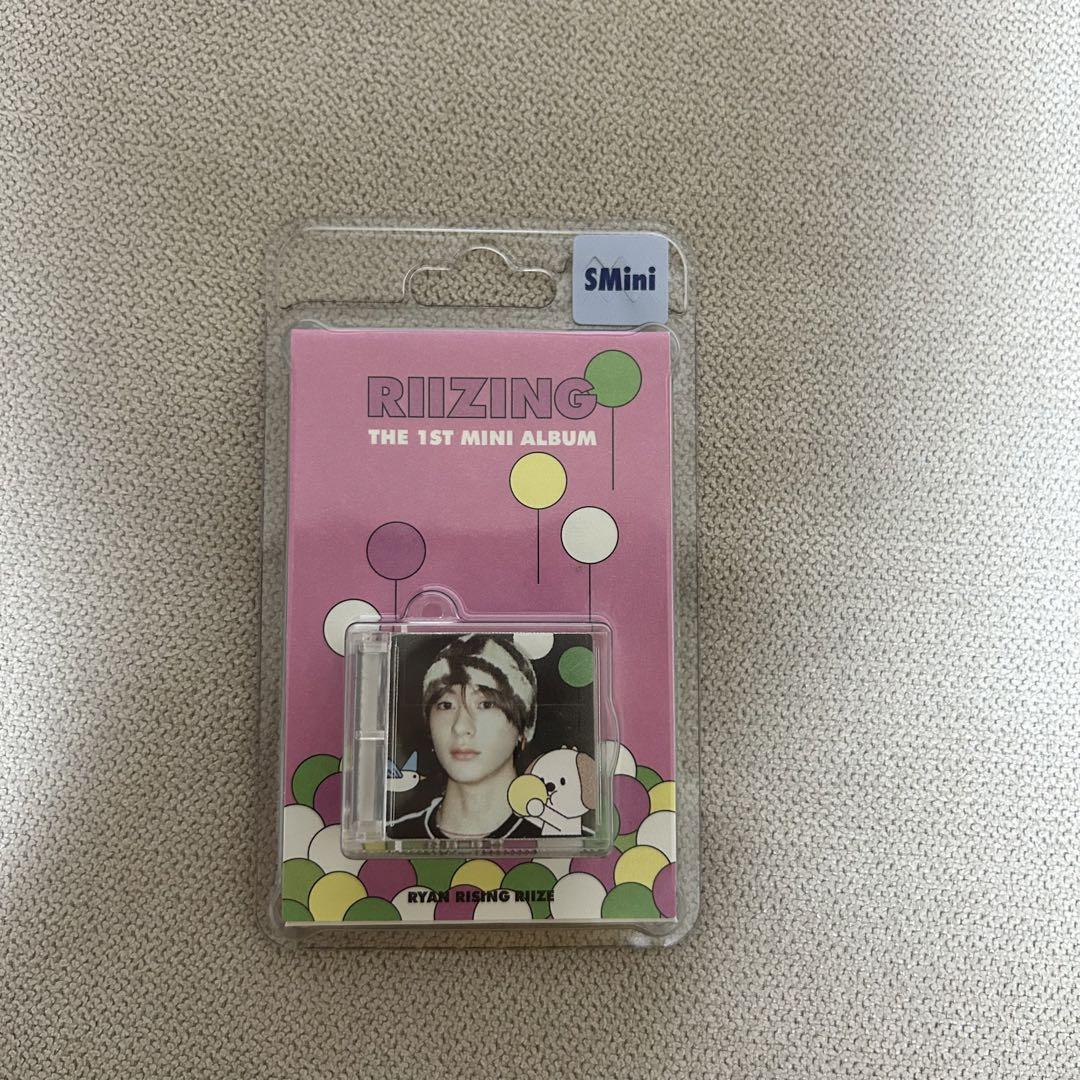 SMini
RIIZING
THE 1ST MINI ALBUM
RYAN RISING RIIZE